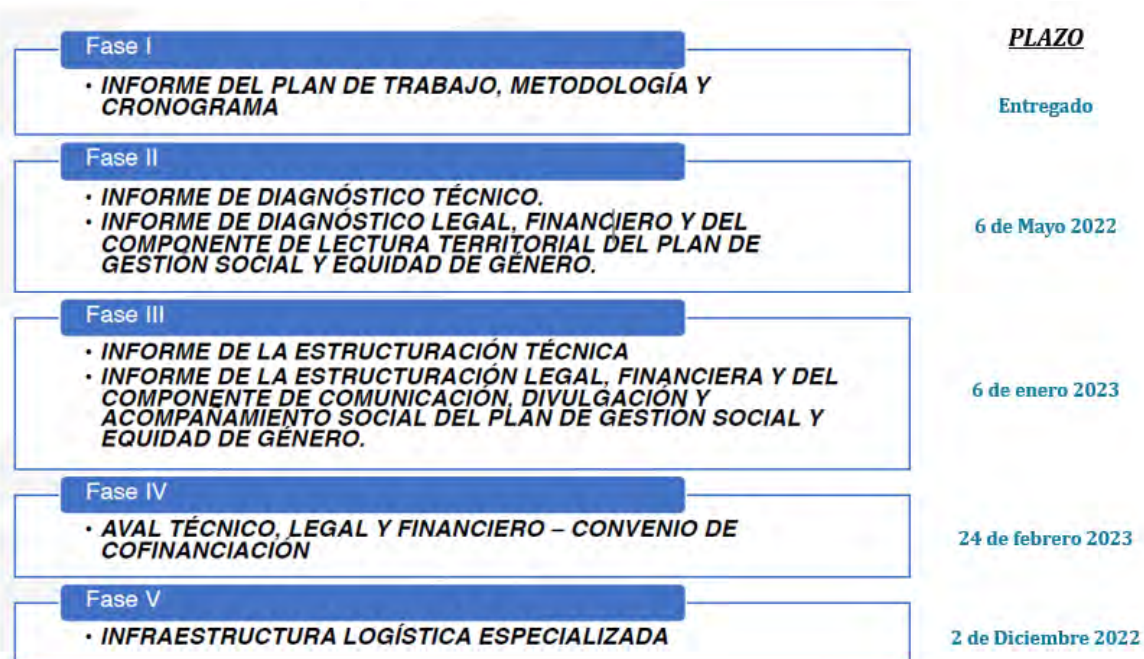 PLAZO
Fase I
• INFORME DEL PLAN DE TRABAJO, METODOLOGÍA Y
CRONOGRAMA
Entregado
Fase II
• INFORME DE DIAGNÓSTICO TÉCNICO.
• INFORME DE DIAGNÓSTICO LEGAL, FINANCIERO Y DEL
COMPONENTE DE LECTURA TERRITORIAL DEL PLAN DE
GESTIÓN SOCIAL Y EQUIDAD DE GÉNERO.
6 de Mayo 2022
Fase III
• INFORME DE LA ESTRUCTURACIÓN TÉCNICA
• INFORME DE LA ESTRUCTURACIÓN LEGAL, FINANCIERA Y DEL
COMPONENTE DE COMUNICACIÓN, DIVULGACIÓN Y
ACOMPAÑAMIENTO SOCIAL DEL PLAN DE GESTIÓN SOCIAL Y
EQUIDAD DE GÉNERO.
6 de enero 2023
Fase IV
• AVAL TÉCNICO, LEGAL Y FINANCIERO – CONVENIO DE
COFINANCIACIÓN
24 de febrero 2023
Fase V
• INFRAESTRUCTURA LOGÍSTICA ESPECIALIZADA
2 de Diciembre 2022